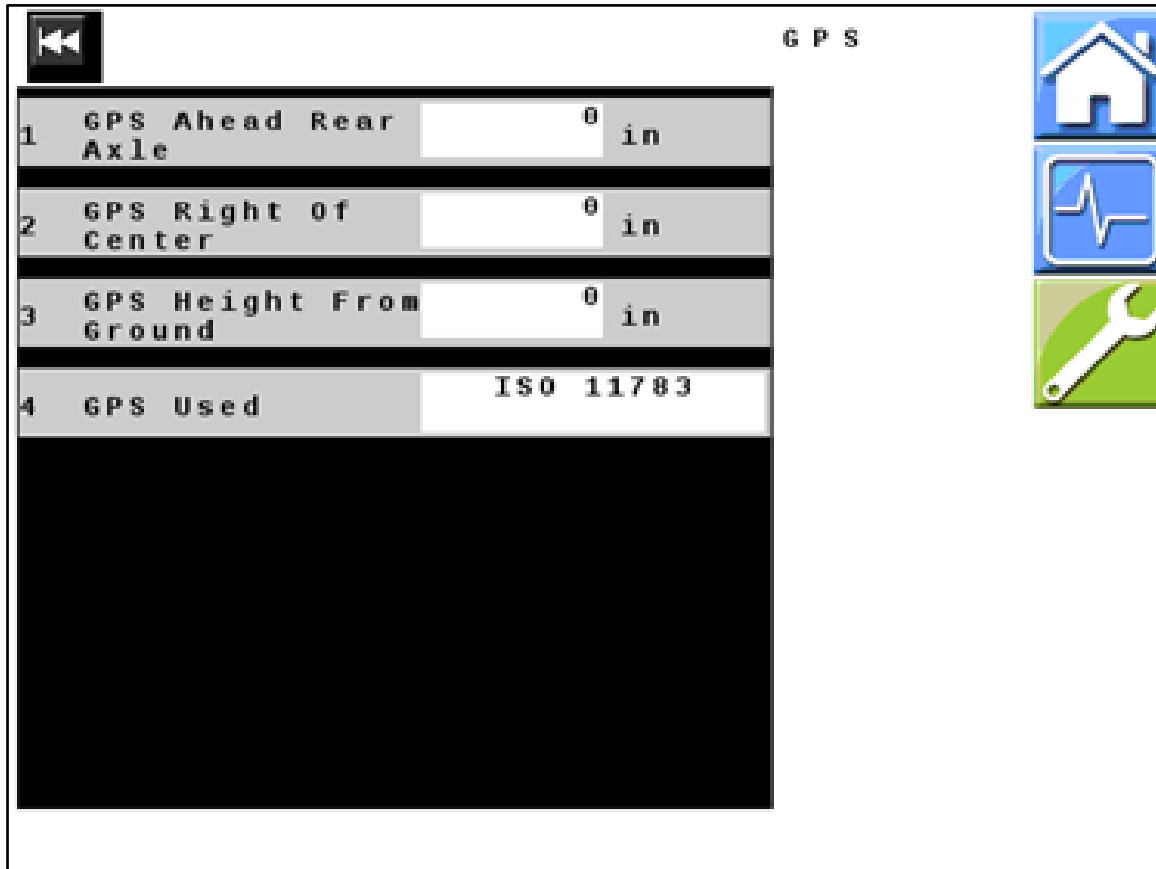 GPS
1 GPS Ahead Rear Axle 0 in
2 GPS Right Of Center 0 in
3 GPS Height From Ground 0 in
4 GPS Used ISO 11783